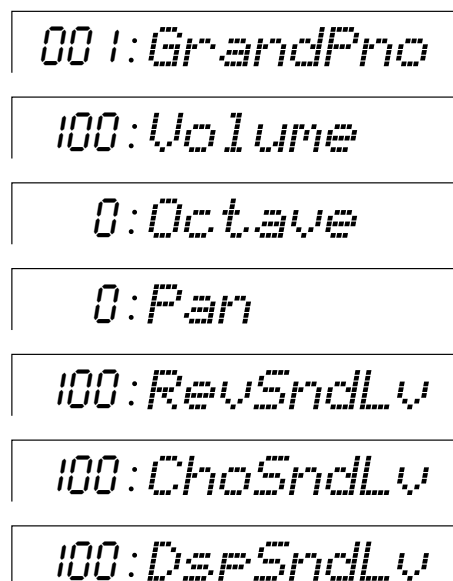 001:GrandPno
100:Volume
0:Octave
0:Pan
100:RevSndLv
100:ChoSndLv
100:DspSndLv